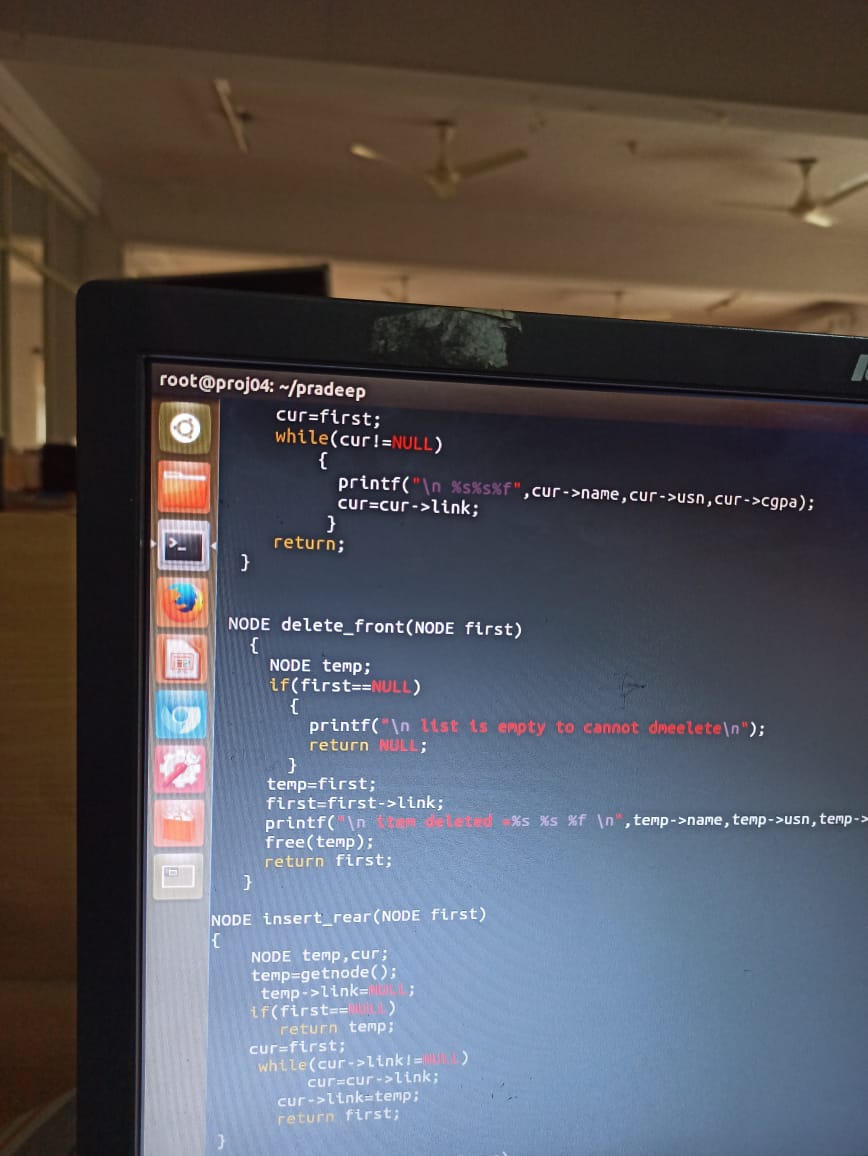 root@proj04: ~/pradeep
cur=first;
while(cur!=NULL)
{
printf("\n %s%s%f",cur->name,cur->usn,cur->cgpa);
cur=cur->link;
}
return;
}
NODE delete_front(NODE first)
{
NODE temp;
if(first==NULL)
{
printf("\n list is empty to cannot dmeelete\n");
return NULL;
}
temp=first;
first=first->link;
printf("\n item deleted =%s %s %f \n",temp->name,temp->usn,temp->
free(temp);
return first;
}
NODE insert_rear(NODE first)
{
NODE temp,cur;
temp=getnode();
temp->link=NULL;
if(first==NULL)
return temp;
cur=first;
while(cur->link!=NULL)
cur=cur->link;
cur->link=temp;
return first;
}